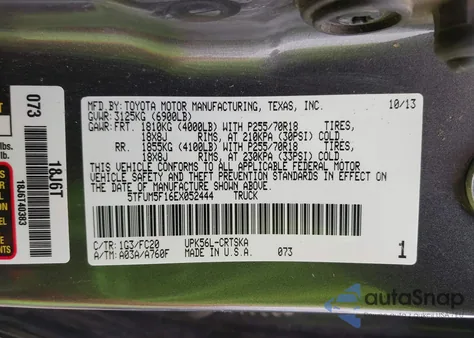 MFD.BY: TOYOTA MOTOR MANUFACTURING, TEXAS, INC. 10/13
GVWR: 3125KG (6900LB)
GAWR: FRT. 1810KG (4000LB) WITH P255/70R18 TIRES,
18X8J RIMS, AT 210KPA (30PSI) COLD
RR. 1855KG (4100LB) WITH P255/70R18 TIRES,
18X8J RIMS, AT 230KPA (33PSI) COLD
THIS VEHICLE CONFORMS TO ALL APPLICABLE FEDERAL MOTOR
VEHICLE SAFETY AND THEFT PREVENTION STANDARDS IN EFFECT
ON THE DATE OF MANUFACTURE SHOWN ABOVE.
5TFUM5F16EX052444 TRUCK
C/TR: 1G3/FC20 UPK56L-CRTSKA
A/TM: A03A/A760F MADE IN U.S.A. 073 1
073
18J6T
lbs.
lb.
autoSnap